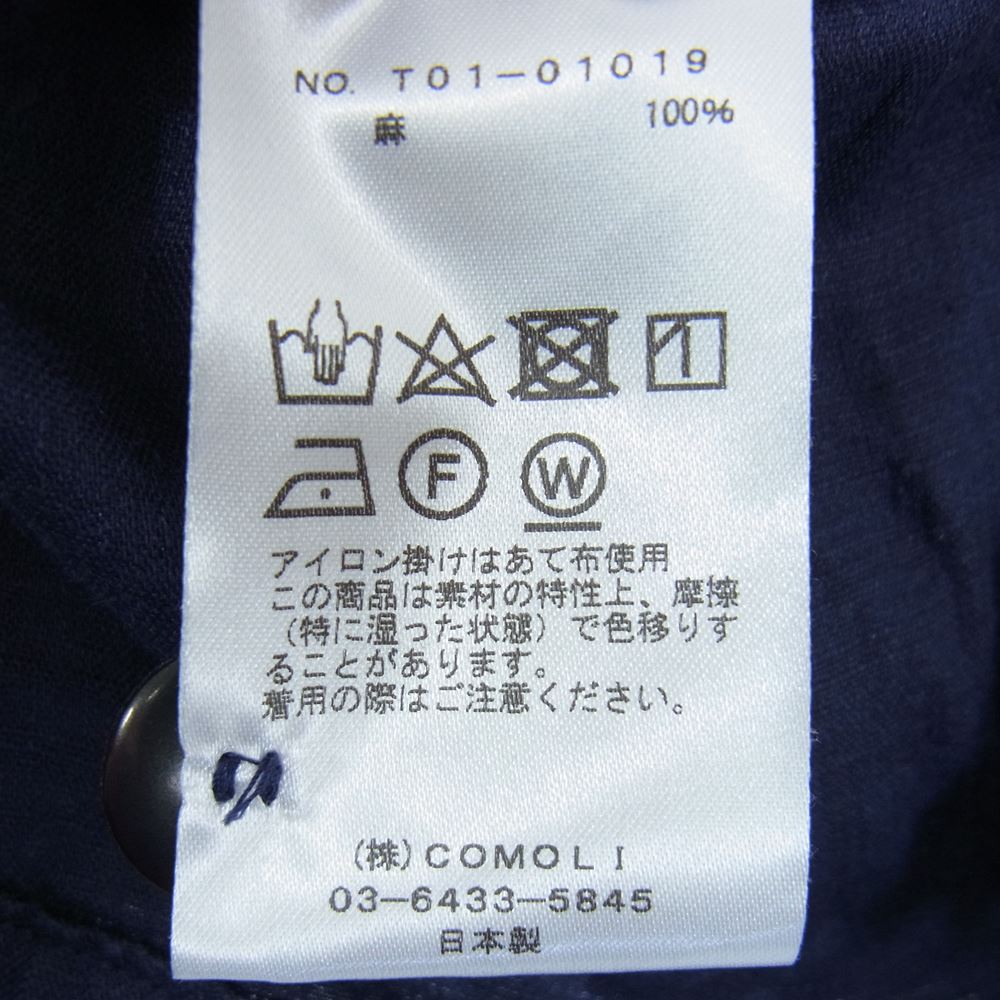 NO. T01-01019
麻 100%
F W
アイロン掛けはあて布使用
この商品は素材の特性上、摩擦
（特に湿った状態）で色移りす
ることがあります。
着用の際はご注意ください。
(株)COMOLI
03-6433-5845
日本製